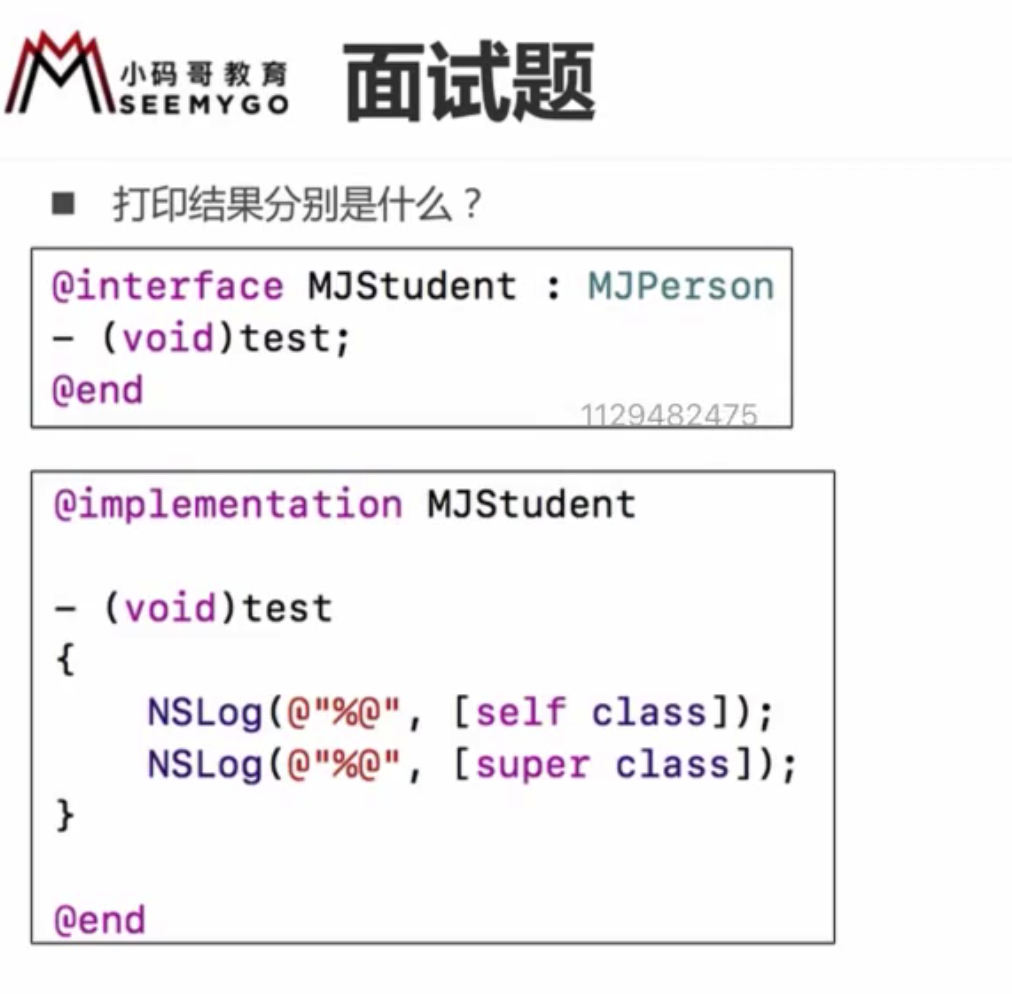 小码哥教育
SEEMYGO
面试题
■ 打印结果分别是什么？
@interface MJStudent : MJPerson
- (void)test;
@end
1129482475
@implementation MJStudent
- (void)test
{
NSLog(@"%@", [self class]);
NSLog(@"%@", [super class]);
}
@end